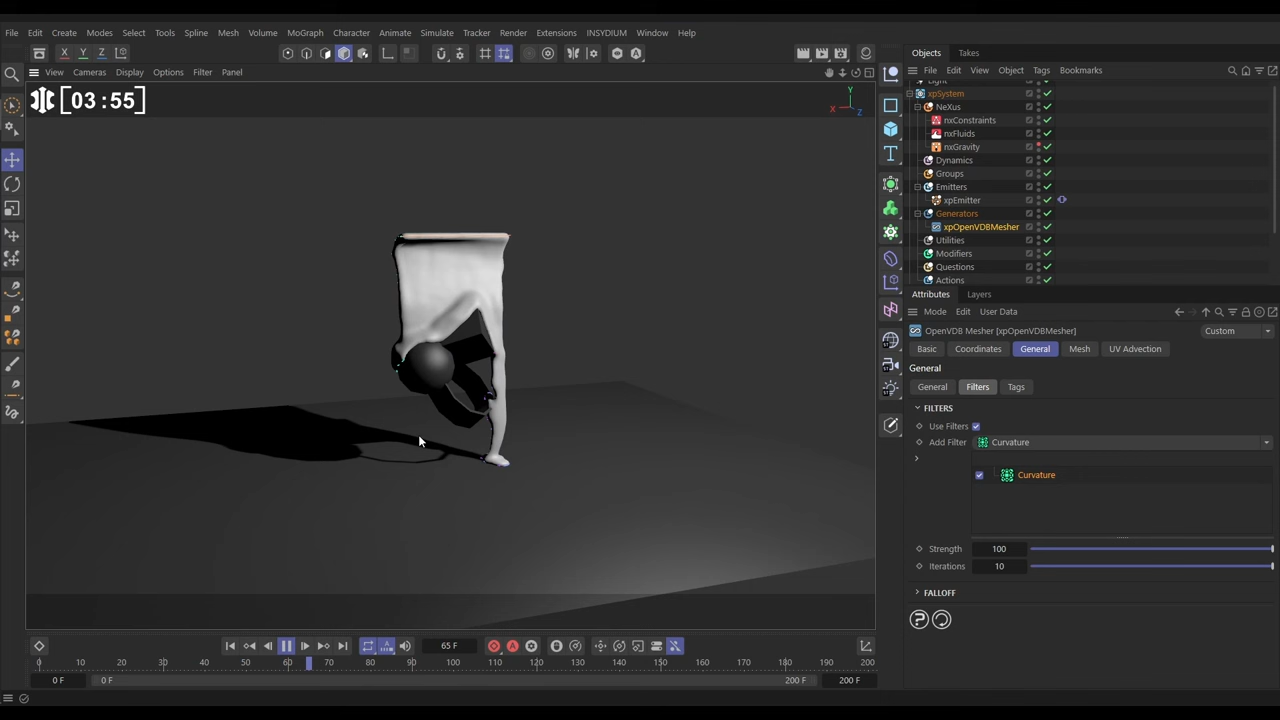 File Edit Create Modes Select Tools Spline Mesh Volume MoGraph Character Animate Simulate Tracker Render Extensions INSYDIUM Window Help
Objects Takes
X Y Z
View Cameras Display Options Filter Panel
File Edit View Object Tags Bookmarks
[03:55]
Y
X
Z
Light
xpSystem
NeXus
nxConstraints
nxFluids
nxGravity
Dynamics
Groups
Emitters
xpEmitter
Generators
xpOpenVDBMesher
Utilities
Modifiers
Questions
Actions
Attributes Layers
Mode Edit User Data
OpenVDB Mesher [xpOpenVDBMesher] Custom
Basic Coordinates General Mesh UV Advection
General
General Filters Tags
FILTERS
Use Filters
Add Filter Curvature
Curvature
Strength 100
Iterations 10
FALLOFF
65 F
0 10 20 30 40 50 60 70 80 90 100 110 120 130 140 150 160 170 180 190 200
0 F 0 F 200 F 200 F